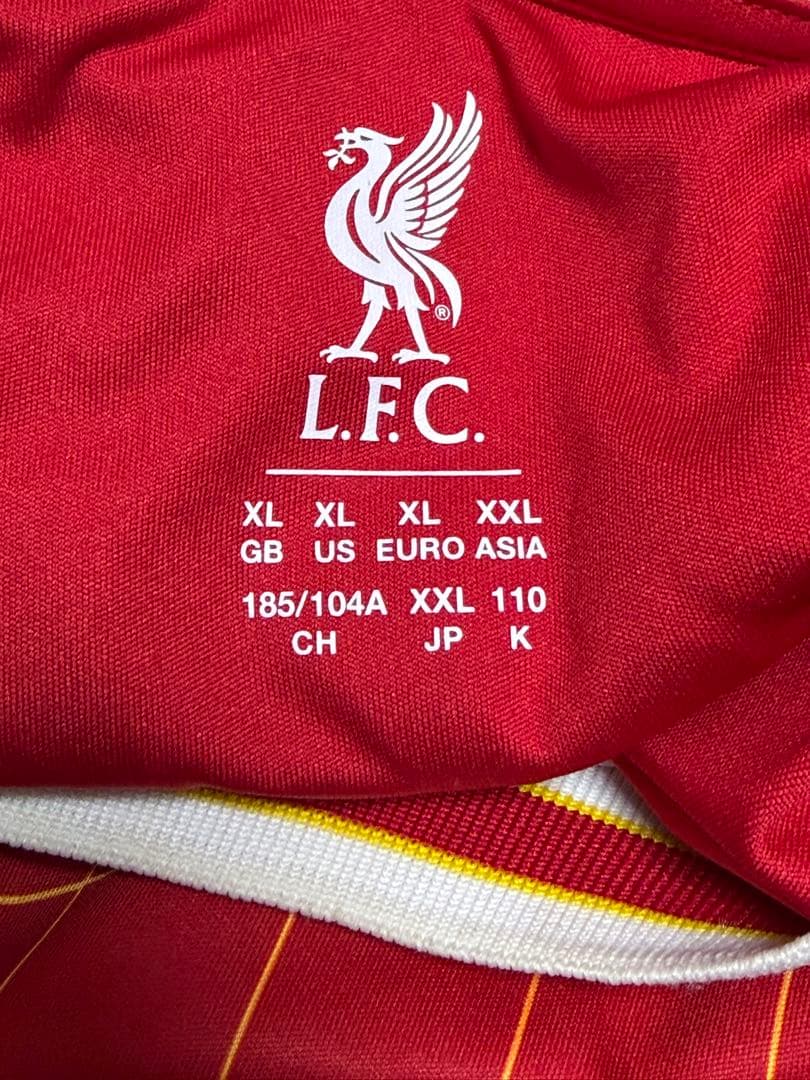 ®
L.F.C.
XL XL XL XXL
GB US EURO ASIA
185/104A XXL 110
CH JP K